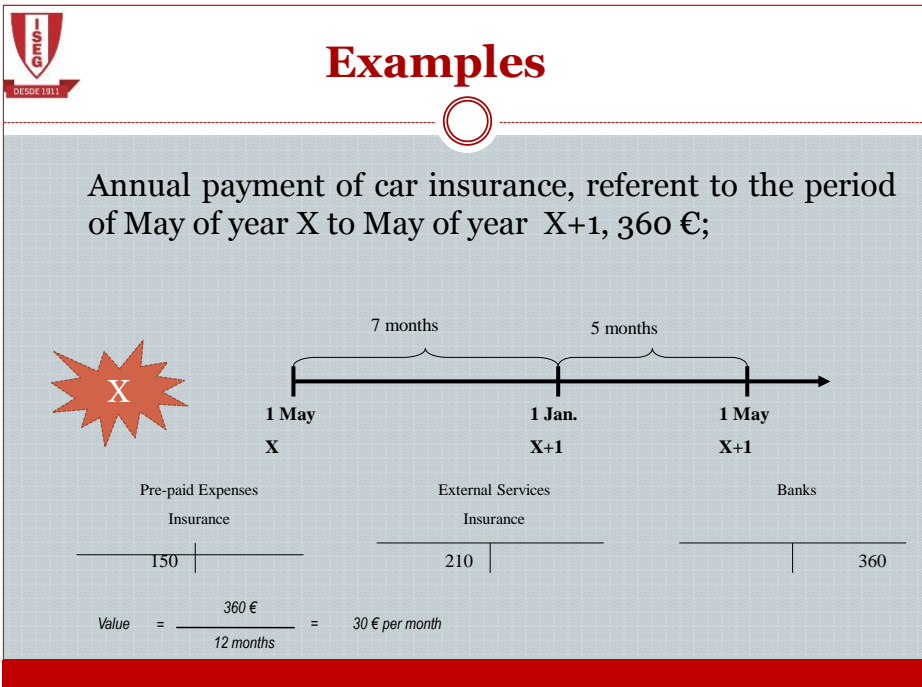 ISEG
DESDE 1911
Examples
Annual payment of car insurance, referent to the period
of May of year X to May of year X+1, 360 €;
7 months
5 months
X
1 May
X
1 Jan.
X+1
1 May
X+1
Pre-paid Expenses
Insurance
150
External Services
Insurance
210
Banks
360
Value = 360 € / 12 months = 30 € per month